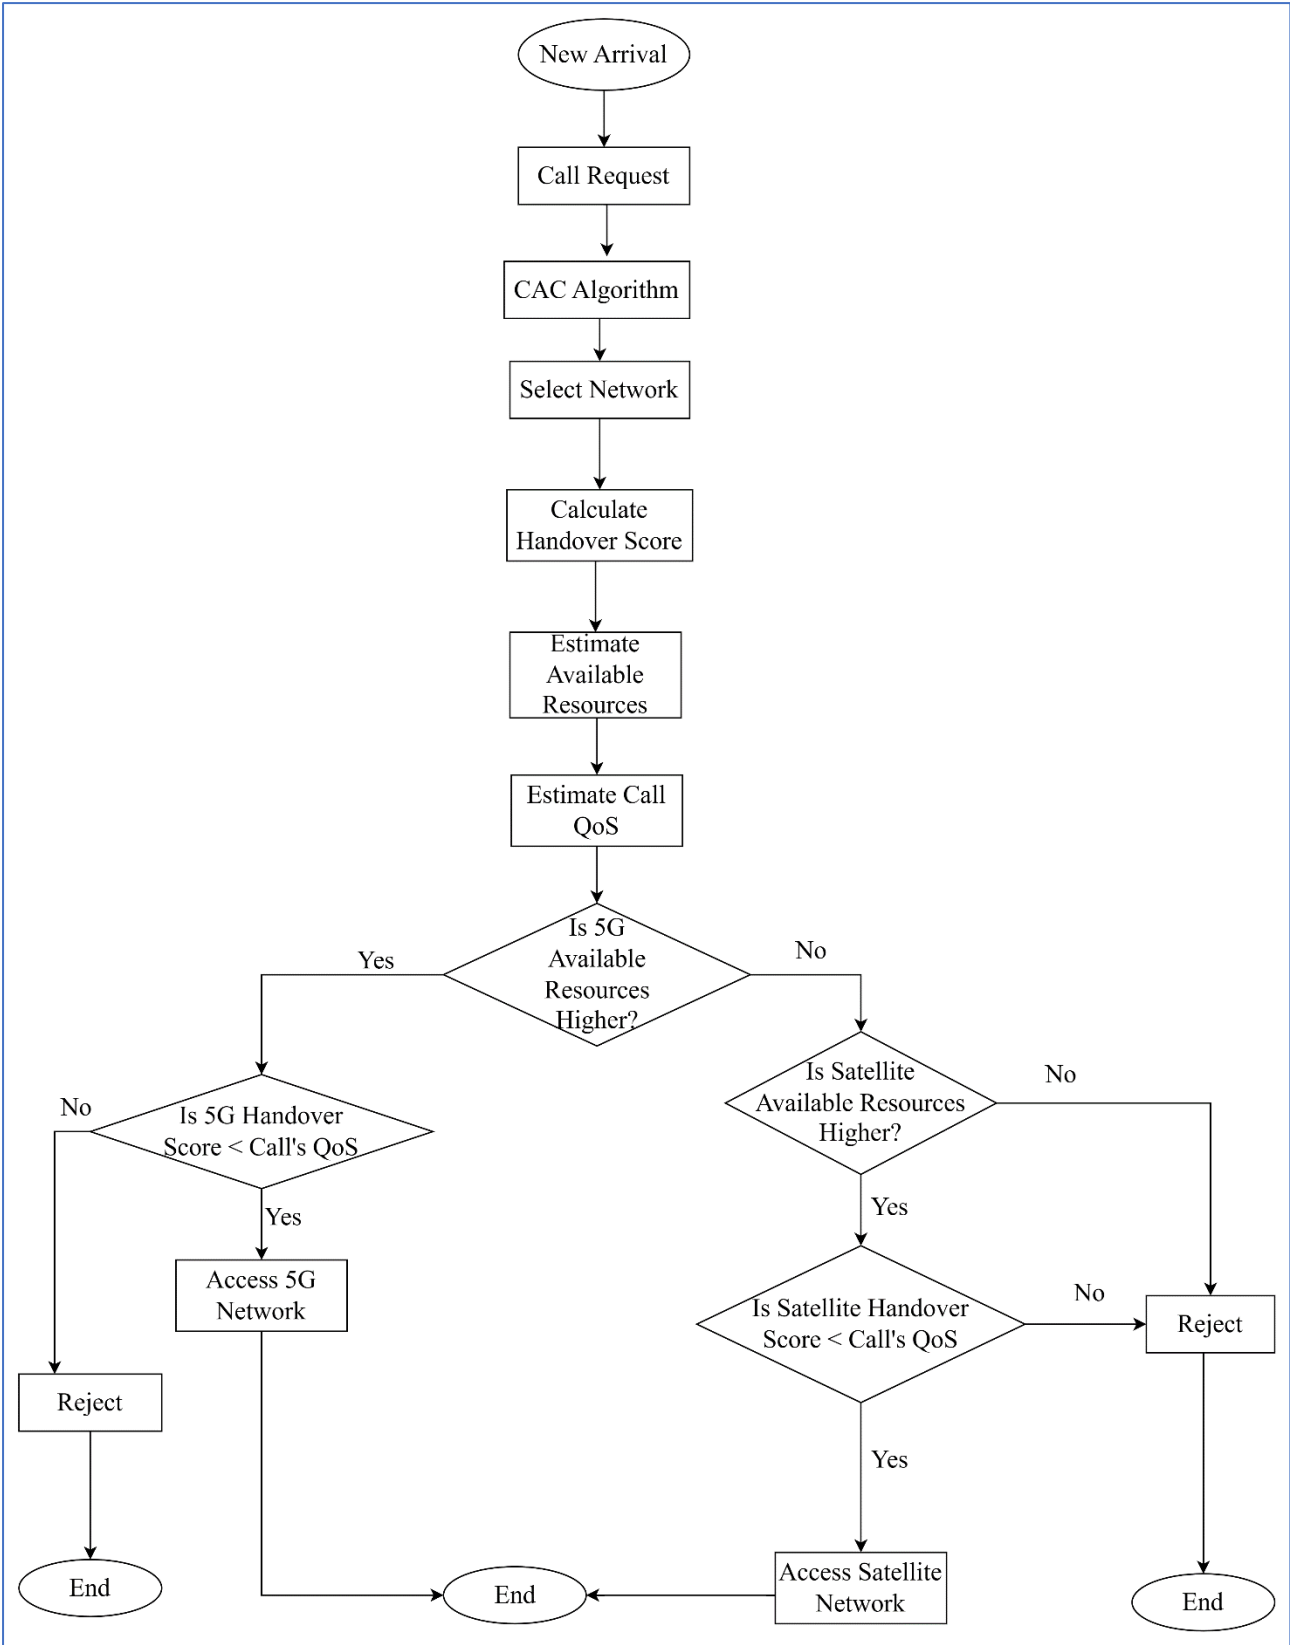 New Arrival
Call Request
CAC Algorithm
Select Network
Calculate
Handover Score
Estimate
Available
Resources
Estimate Call
QoS
Is 5G
Available
Resources
Higher?
Yes
No
Is Satellite
Available Resources
Higher?
No
No
Is 5G Handover
Score < Call's QoS
Yes
Yes
Access 5G
Network
Is Satellite Handover
Score < Call's QoS
No
Reject
Reject
Yes
Access Satellite
Network
End
End
End